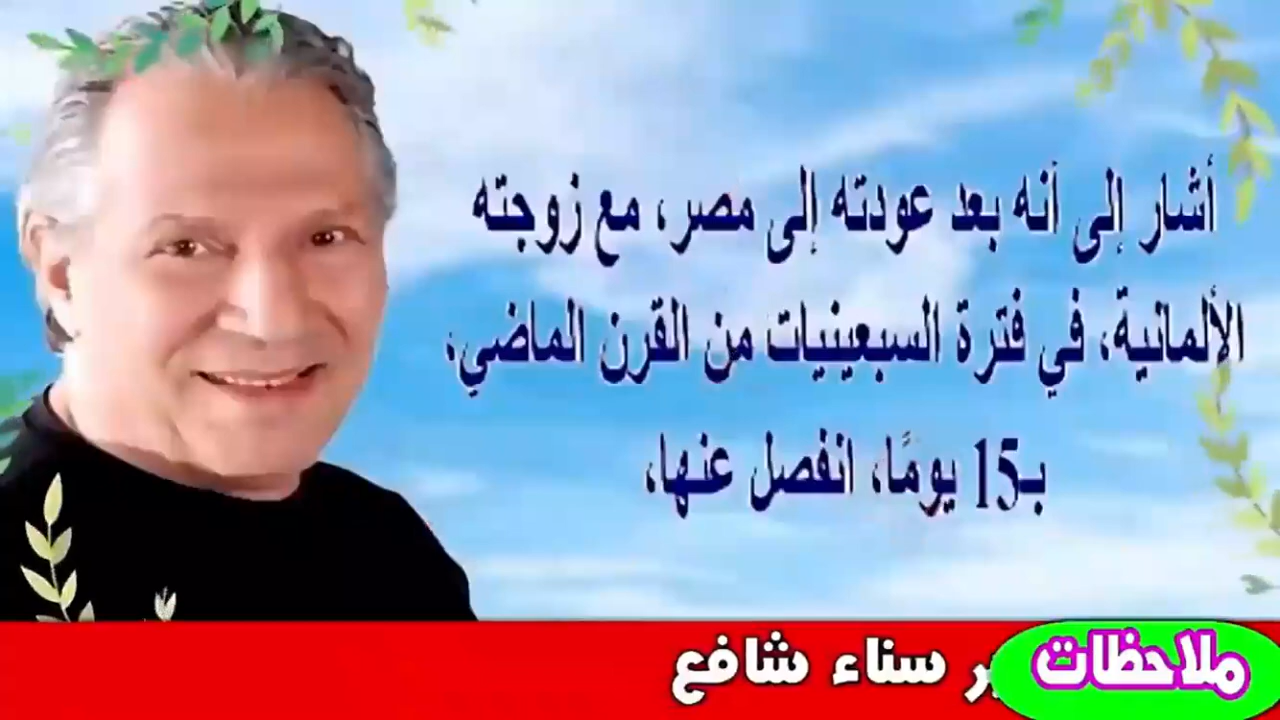 أشار إلى أنه بعد عودته إلى مصر، مع زوجته
الألمانية، في فترة السبعينيات من القرن الماضي،
بـ15 يومًا، انفصل عنها،
ملاحظات
سناء شافع